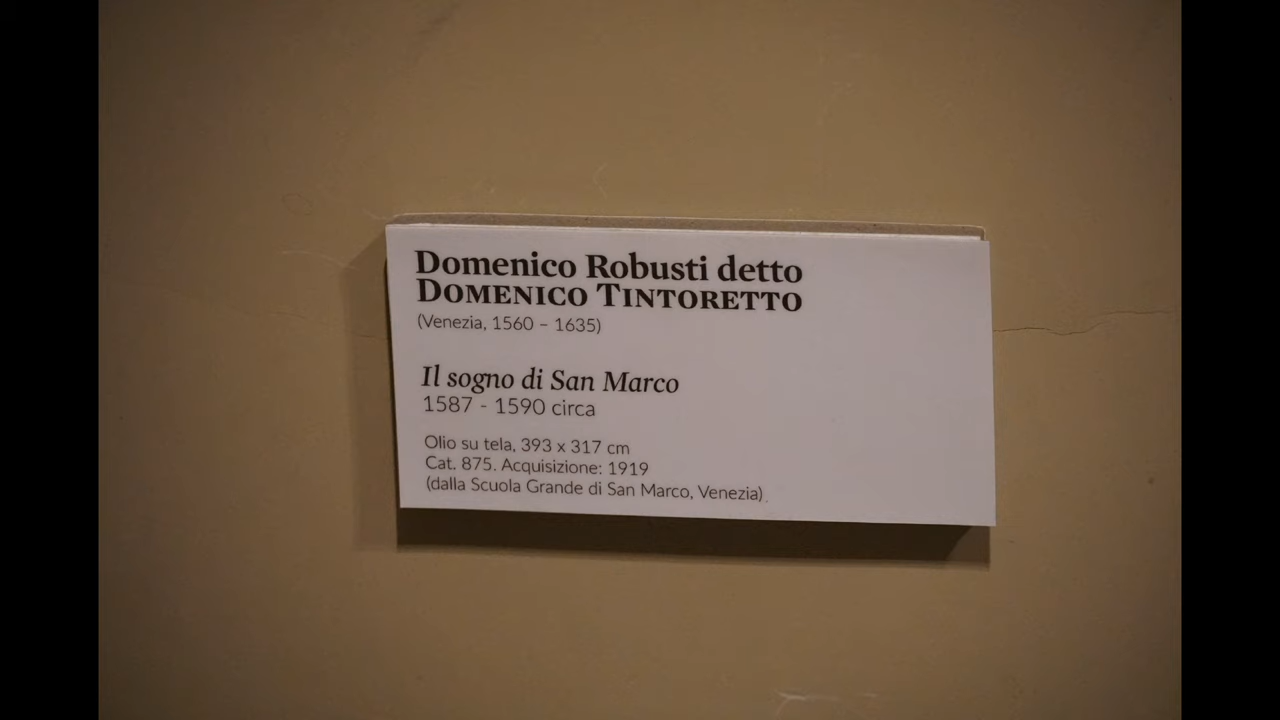 Domenico Robusti detto
DOMENICO TINTORETTO
(Venezia, 1560 – 1635)
Il sogno di San Marco
1587 - 1590 circa
Olio su tela, 393 x 317 cm
Cat. 875. Acquisizione: 1919
(dalla Scuola Grande di San Marco, Venezia)